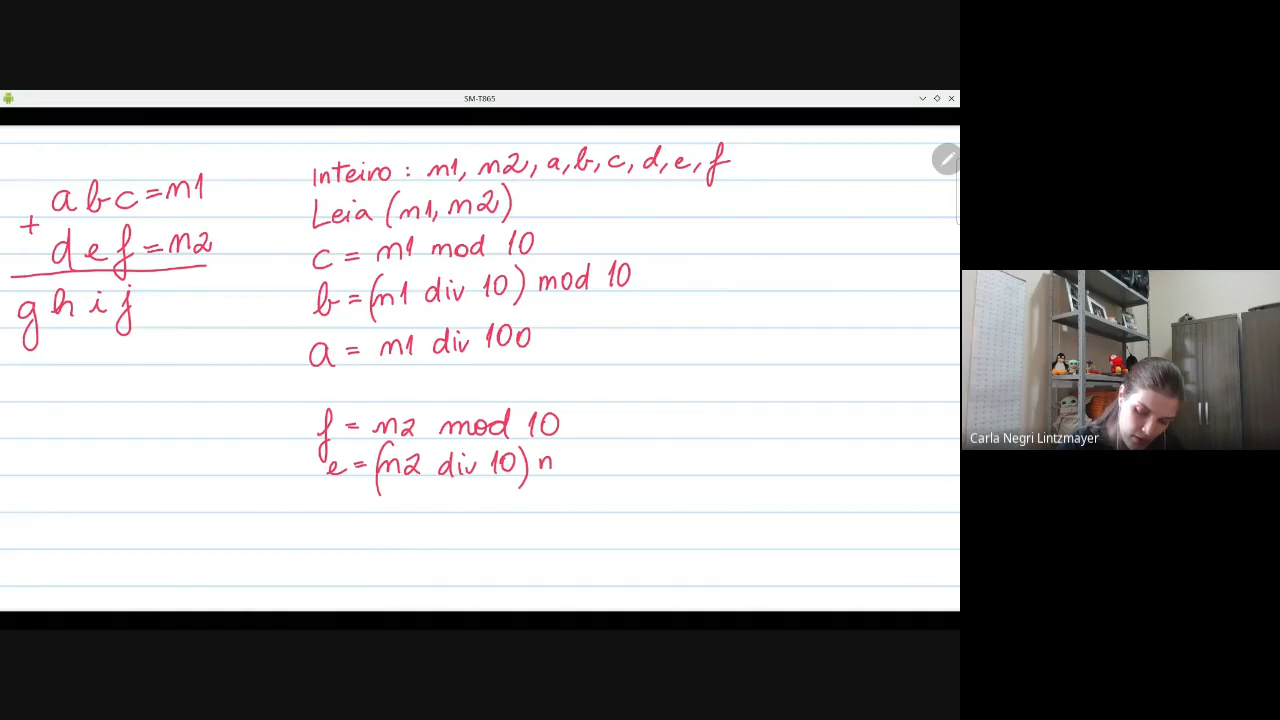 SM-T865
a b c = n1
+
d e f = n2
g h i j
Inteiro : n1, n2, a, b, c, d, e, f
Leia (n1, n2)
c = n1 mod 10
b = (n1 div 10) mod 10
a = n1 div 100
f = n2 mod 10
e = (n2 div 10) n
Carla Negri Lintzmayer